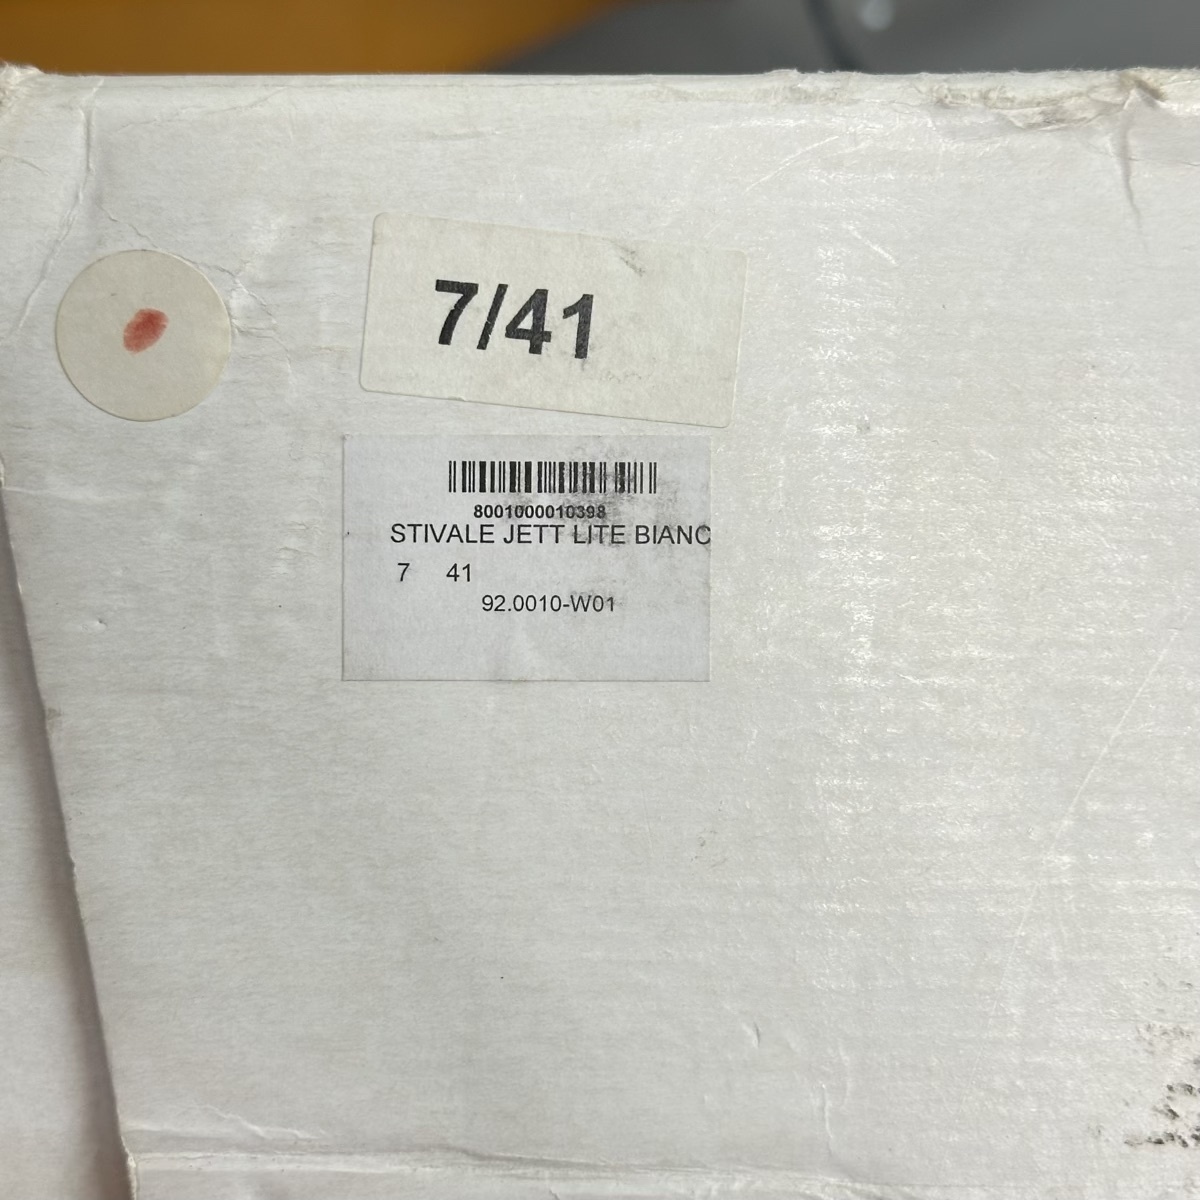 7/41
8001000010398
STIVALE JETT LITE BIANC
7 41
92.0010-W01